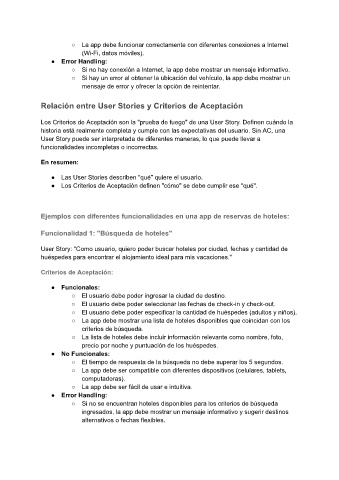 ○ La app debe funcionar correctamente con diferentes conexiones a Internet
(Wi-Fi, datos móviles).
● Error Handling:
○ Si no hay conexión a Internet, la app debe mostrar un mensaje informativo.
○ Si hay un error al obtener la ubicación del vehículo, la app debe mostrar un
mensaje de error y ofrecer la opción de reintentar.
Relación entre User Stories y Criterios de Aceptación
Los Criterios de Aceptación son la "prueba de fuego" de una User Story. Definen cuándo la
historia está realmente completa y cumple con las expectativas del usuario. Sin AC, una
User Story puede ser interpretada de diferentes maneras, lo que puede llevar a
funcionalidades incompletas o incorrectas.
En resumen:
● Las User Stories describen "qué" quiere el usuario.
● Los Criterios de Aceptación definen "cómo" se debe cumplir ese "qué".
Ejemplos con diferentes funcionalidades en una app de reservas de hoteles:
Funcionalidad 1: "Búsqueda de hoteles"
User Story: "Como usuario, quiero poder buscar hoteles por ciudad, fechas y cantidad de
huéspedes para encontrar el alojamiento ideal para mis vacaciones."
Criterios de Aceptación:
● Funcionales:
○ El usuario debe poder ingresar la ciudad de destino.
○ El usuario debe poder seleccionar las fechas de check-in y check-out.
○ El usuario debe poder especificar la cantidad de huéspedes (adultos y niños).
○ La app debe mostrar una lista de hoteles disponibles que coincidan con los
criterios de búsqueda.
○ La lista de hoteles debe incluir información relevante como nombre, foto,
precio por noche y puntuación de los huéspedes.
● No Funcionales:
○ El tiempo de respuesta de la búsqueda no debe superar los 5 segundos.
○ La app debe ser compatible con diferentes dispositivos (celulares, tablets,
computadoras).
○ La app debe ser fácil de usar e intuitiva.
● Error Handling:
○ Si no se encuentran hoteles disponibles para los criterios de búsqueda
ingresados, la app debe mostrar un mensaje informativo y sugerir destinos
alternativos o fechas flexibles.